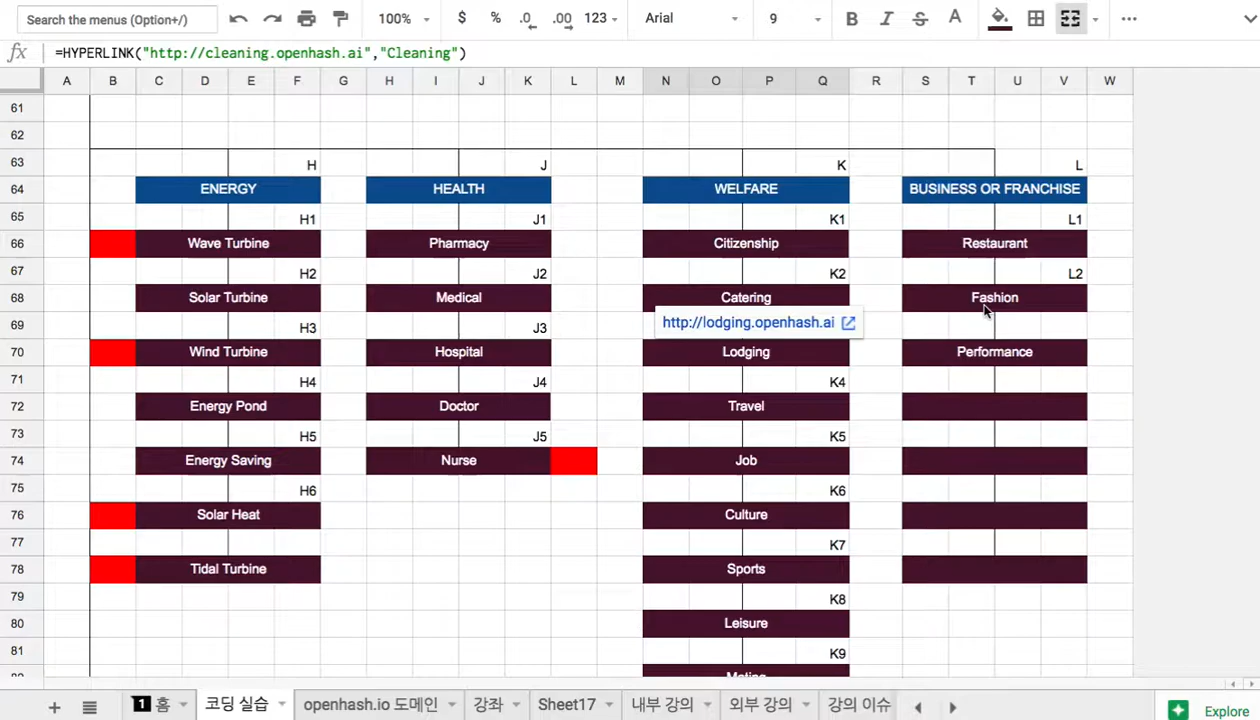 Search the menus (Option+/)
100% $ % .0 .00 123 Arial 9 B I S A
fx =HYPERLINK("http://cleaning.openhash.ai","Cleaning")
A B C D E F G H I J K L M N O P Q R S T U V W
61
62
63 H J K L
64 ENERGY HEALTH WELFARE BUSINESS OR FRANCHISE
65 H1 J1 K1 L1
66 Wave Turbine Pharmacy Citizenship Restaurant
67 H2 J2 K2 L2
68 Solar Turbine Medical Catering Fashion
http://lodging.openhash.ai
69 H3 J3
70 Wind Turbine Hospital Lodging Performance
71 H4 J4 K4
72 Energy Pond Doctor Travel
73 H5 J5 K5
74 Energy Saving Nurse Job
75 H6 K6
76 Solar Heat Culture
77 K7
78 Tidal Turbine Sports
79 K8
80 Leisure
81 K9
82
1 홈 코딩 실습 openhash.io 도메인 강좌 Sheet17 내부 강의 외부 강의 강의 이슈 Explore